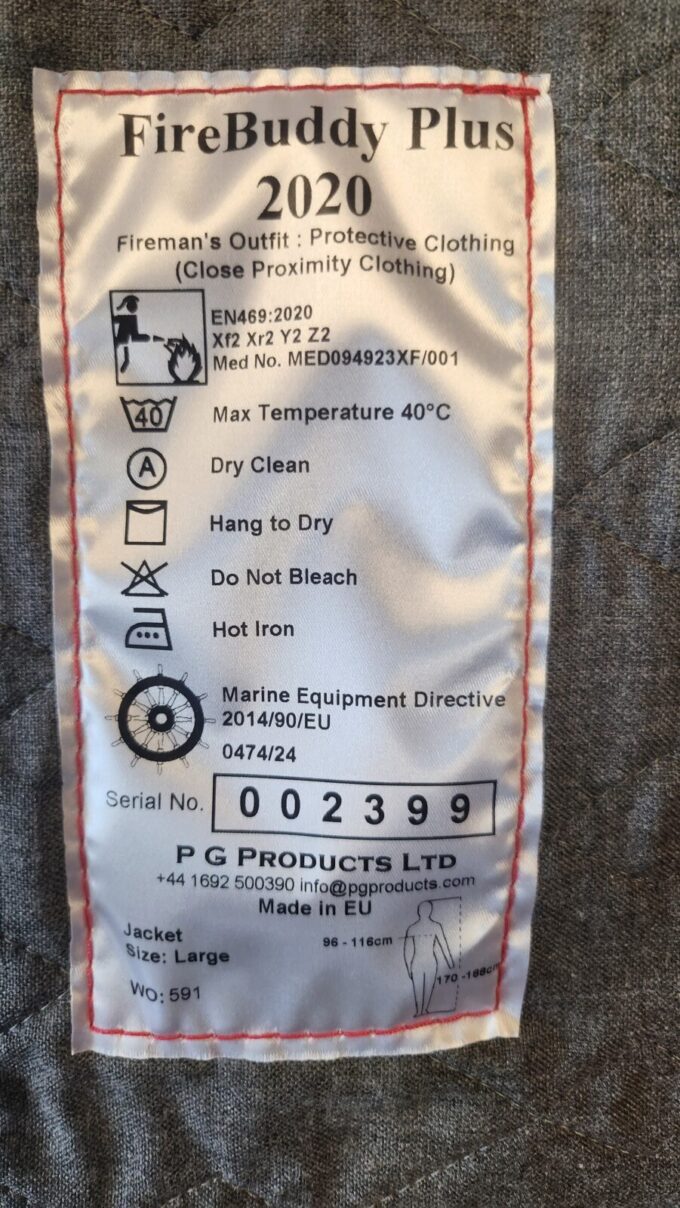 FireBuddy Plus
2020
Fireman's Outfit : Protective Clothing
(Close Proximity Clothing)
EN469:2020
Xf2 Xr2 Y2 Z2
Med No. MED094923XF/001
40 Max Temperature 40°C
A Dry Clean
Hang to Dry
Do Not Bleach
Hot Iron
Marine Equipment Directive
2014/90/EU
0474/24
Serial No. 002399
P G PRODUCTS LTD
+44 1692 500390 info@pgproducts.com
Made in EU
Jacket
Size: Large
96 - 116cm
170 -188cm
WO: 591